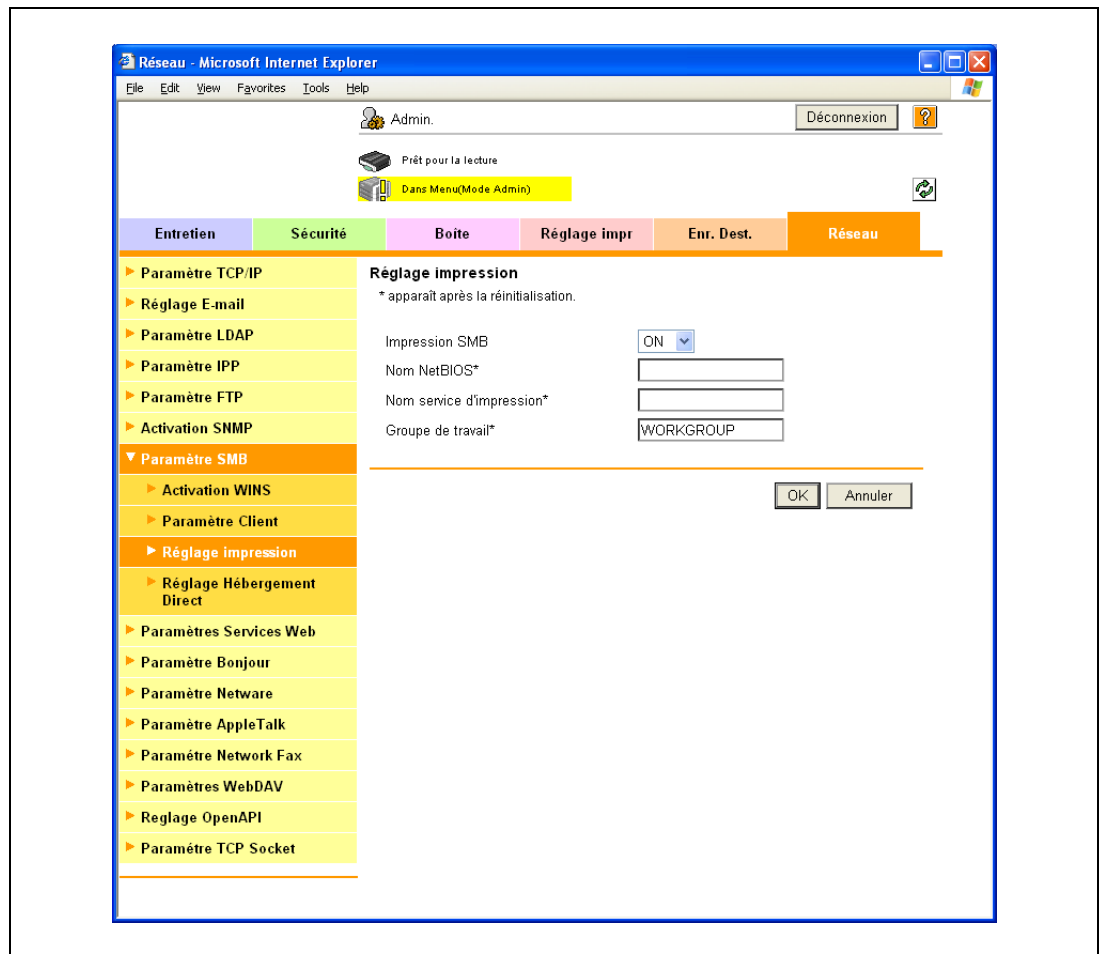 Réseau - Microsoft Internet Explorer
File Edit View Favorites Tools Help
Admin.
Déconnexion
?
Prêt pour la lecture
Dans Menu(Mode Admin)
Entretien Sécurité Boîte Réglage impr Enr. Dest. Réseau
Paramètre TCP/IP
Réglage E-mail
Paramètre LDAP
Paramètre IPP
Paramètre FTP
Activation SNMP
Paramètre SMB
Activation WINS
Paramètre Client
Réglage impression
Réglage Hébergement
Direct
Paramètres Services Web
Paramètre Bonjour
Paramètre Netware
Paramètre AppleTalk
Paramétre Network Fax
Paramètres WebDAV
Reglage OpenAPI
Paramétre TCP Socket
Réglage impression
* apparaît après la réinitialisation.
Impression SMB ON
Nom NetBIOS*
Nom service d'impression*
Groupe de travail* WORKGROUP
OK Annuler